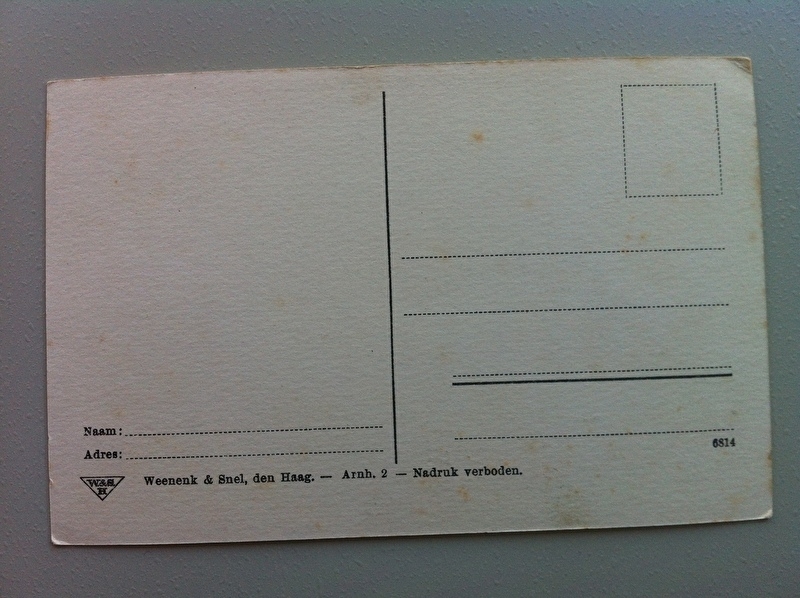 Naam:
Adres:
6814
W&S.
H
Weenenk & Snel, den Haag. — Arnh. 2 — Nadruk verboden.